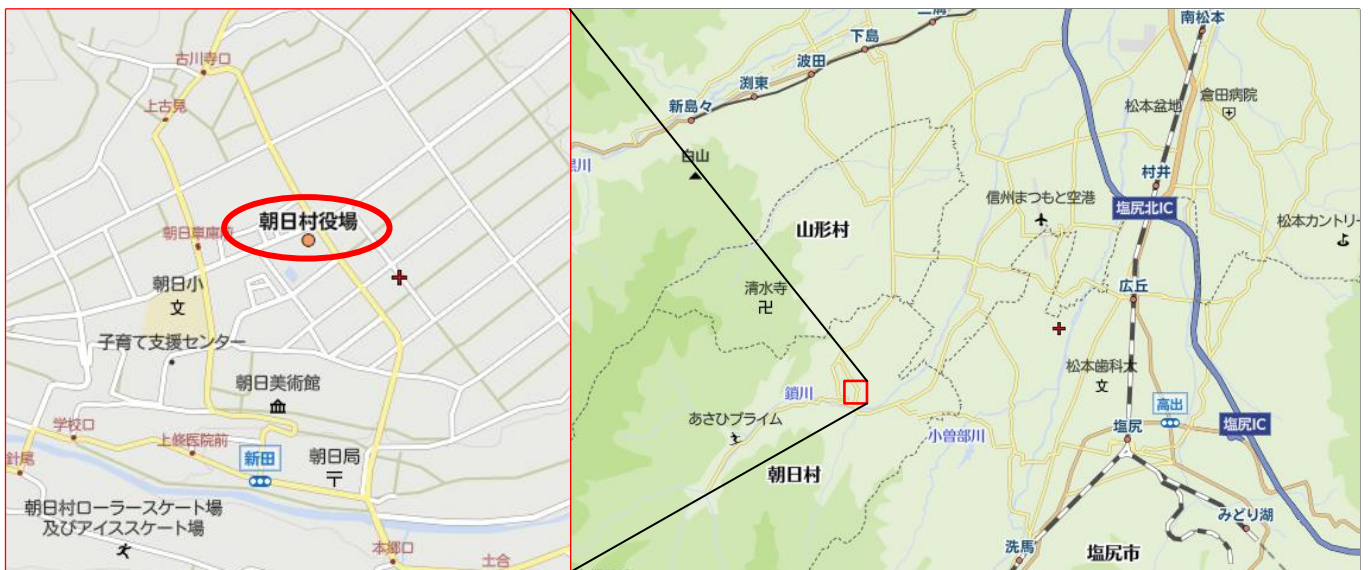 古川寺口
上古見
朝日村役場
朝日車庫前
朝日小
文
子育て支援センター
朝日美術館
学校口
上條医院前
針尾
新田
朝日局
朝日村ローラースケート場
及びアイススケート場
本郷口
土合
南松本
下島
波田
渕東
新島々
松本盆地
倉田病院
白山
村井
信州まつもと空港
塩尻北IC
山形村
松本カントリー
清水寺
卍
広丘
松本歯科大
文
鎖川
あさひプライム
高出
塩尻IC
小曽部川
塩尻
朝日村
みどり湖
洗馬
塩尻市